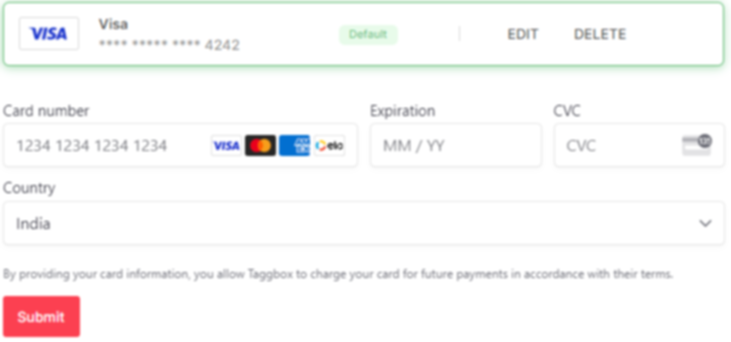 VISA
Visa
**** ***** **** 4242
Default
EDIT
DELETE
Card number
Expiration
CVC
1234 1234 1234 1234
VISA
elo
MM / YY
CVC
Country
India
By providing your card information, you allow Taggbox to charge your card for future payments in accordance with their terms.
Submit